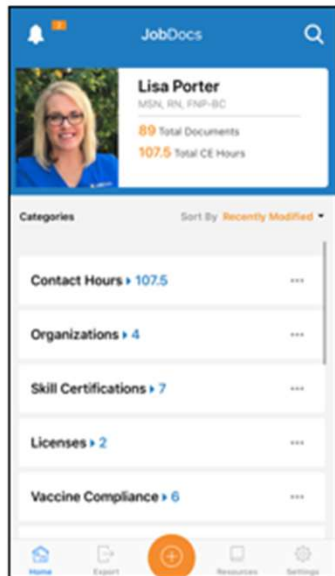 2
JobDocs
Lisa Porter
MSN, RN, FNP-BC
89 Total Documents
107.5 Total CE Hours
Categories
Sort By Recently Modified
Contact Hours 107.5
Organizations 4
Skill Certifications 7
Licenses 2
Vaccine Compliance 6
Home
Export
Resources
Settings